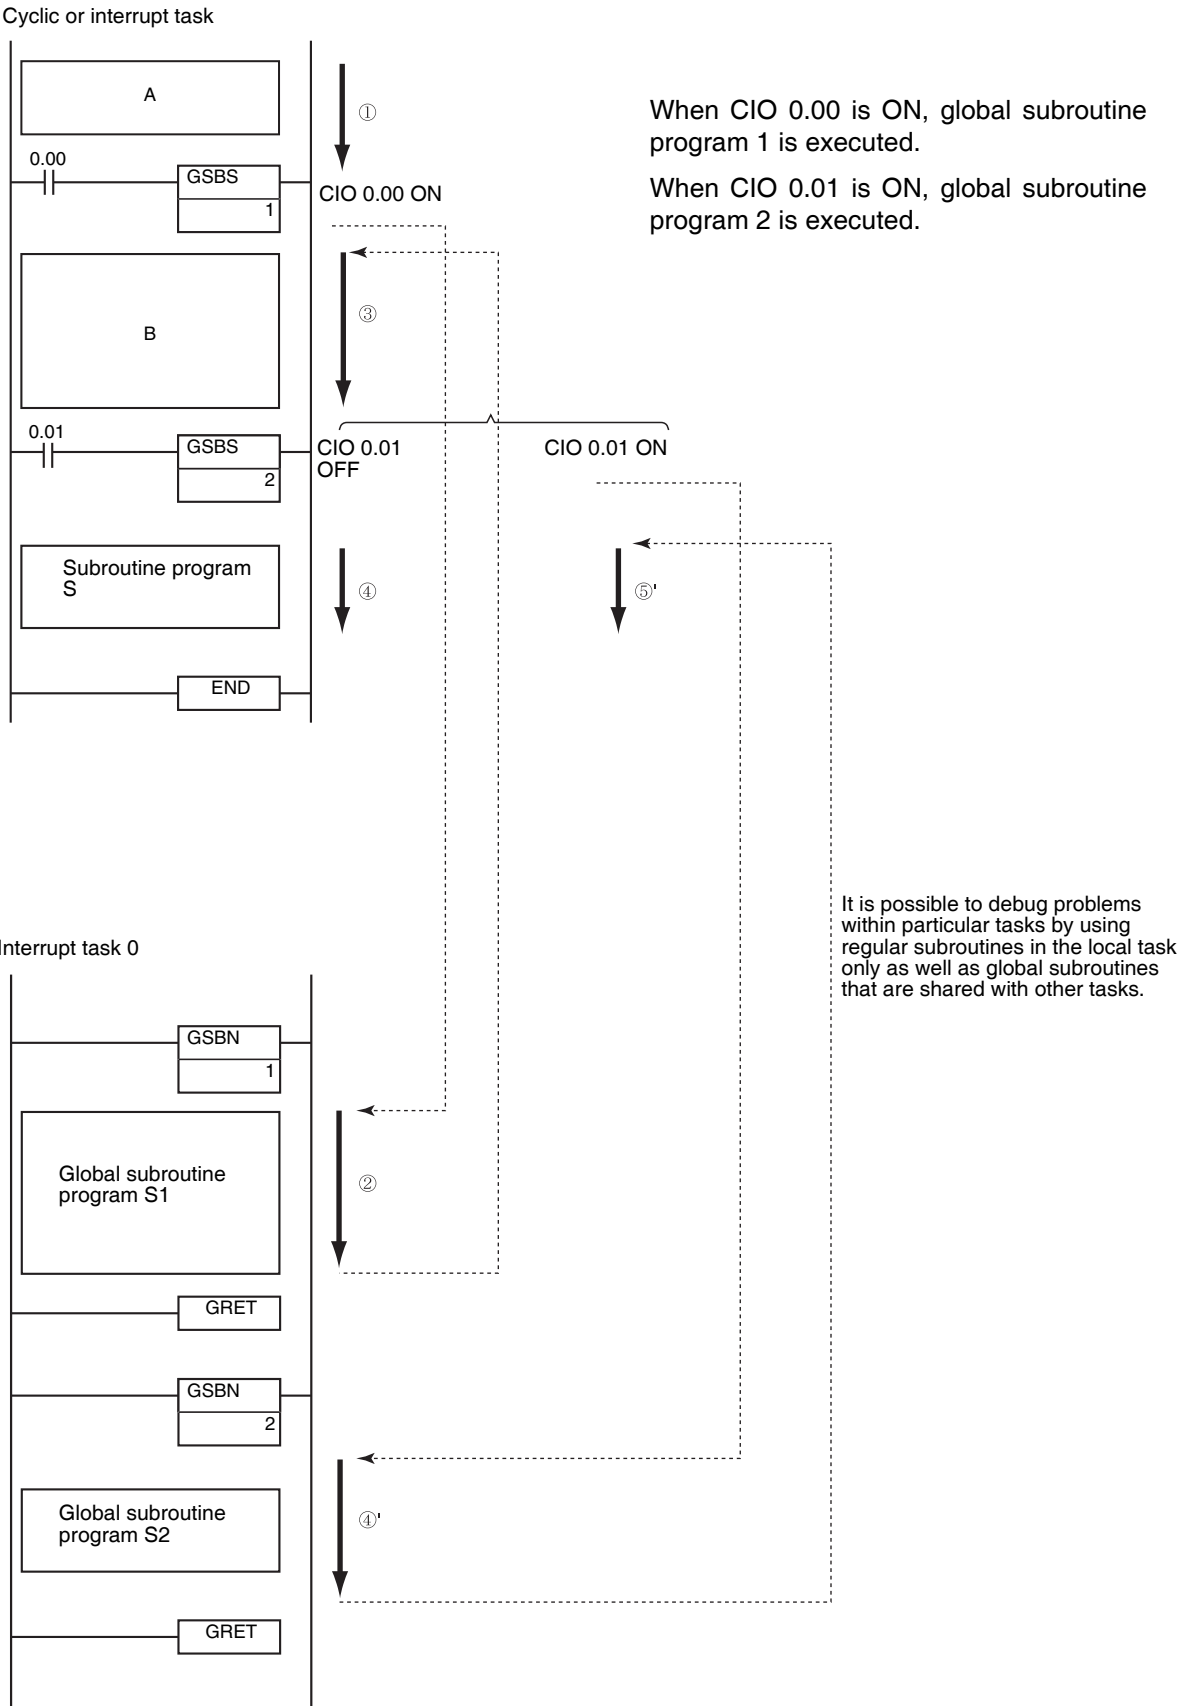 Cyclic or interrupt task
A
①
When CIO 0.00 is ON, global subroutine
program 1 is executed.
0.00
GSBS
1
CIO 0.00 ON
When CIO 0.01 is ON, global subroutine
program 2 is executed.
B
③
0.01
GSBS
2
CIO 0.01
OFF
CIO 0.01 ON
Subroutine program
S
④
⑤'
END
It is possible to debug problems
within particular tasks by using
regular subroutines in the local task
only as well as global subroutines
that are shared with other tasks.
Interrupt task 0
GSBN
1
Global subroutine
program S1
②
GRET
GSBN
2
Global subroutine
program S2
④'
GRET